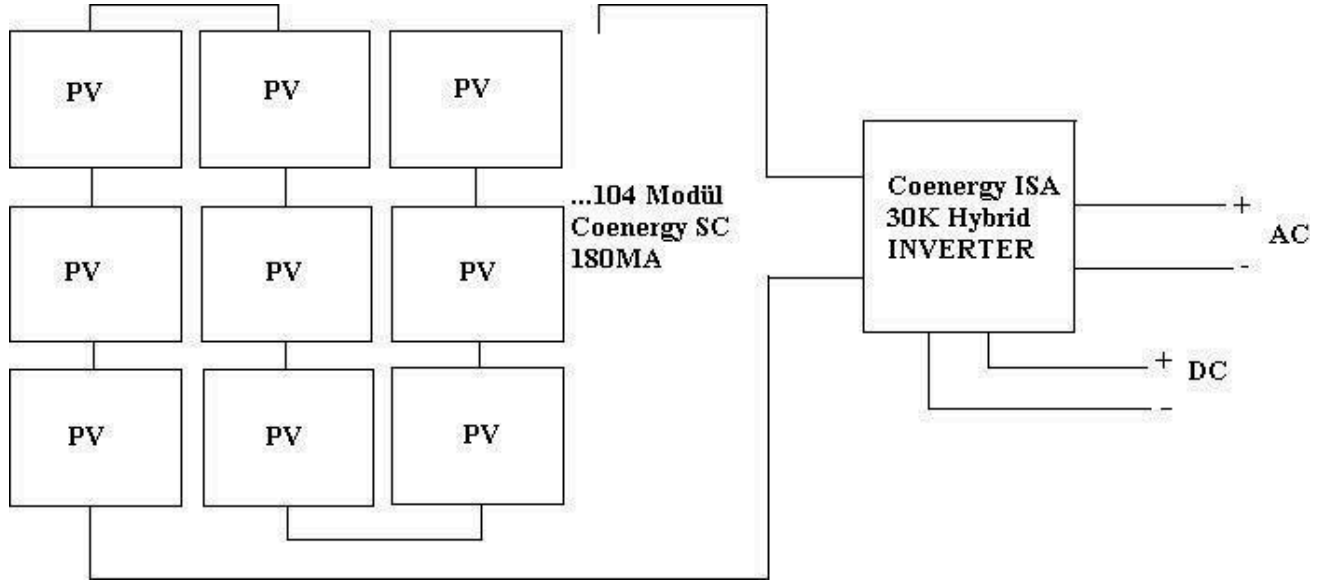 PV PV PV
PV PV PV
PV PV PV
...104 Modül
Coenergy SC
180MA
Coenergy ISA
30K Hybrid
INVERTER
+
AC
-
+
DC
-